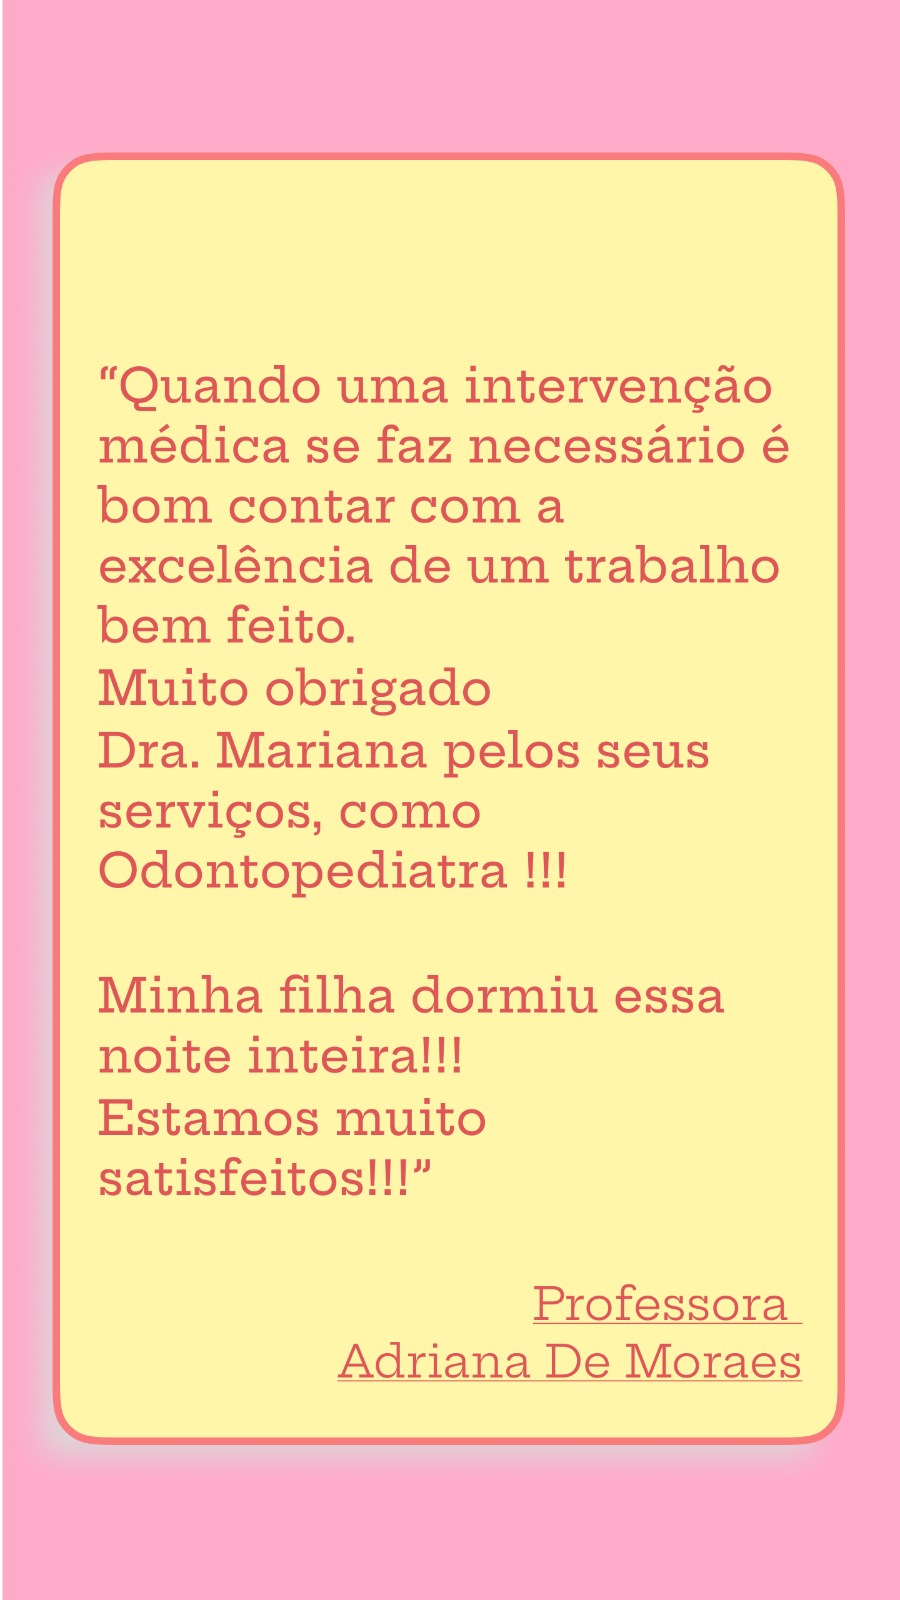 “Quando uma intervenção
médica se faz necessário é
bom contar com a
excelência de um trabalho
bem feito.
Muito obrigado
Dra. Mariana pelos seus
serviços, como
Odontopediatra !!!
Minha filha dormiu essa
noite inteira!!!
Estamos muito
satisfeitos!!!”
Professora
Adriana De Moraes